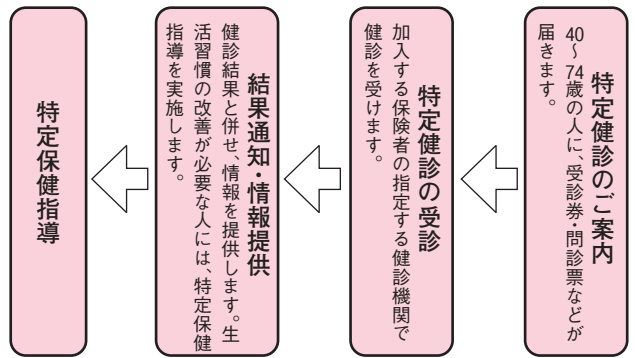 特定健診のご案内
40〜74歳の人に、受診券・問診票などが
届きます。
特定健診の受診
加入する保険者の指定する健診機関で
健診を受けます。
結果通知・情報提供
健診結果と併せ、情報を提供します。生
活習慣の改善が必要な人には、特定保健
指導を実施します。
特定保健指導